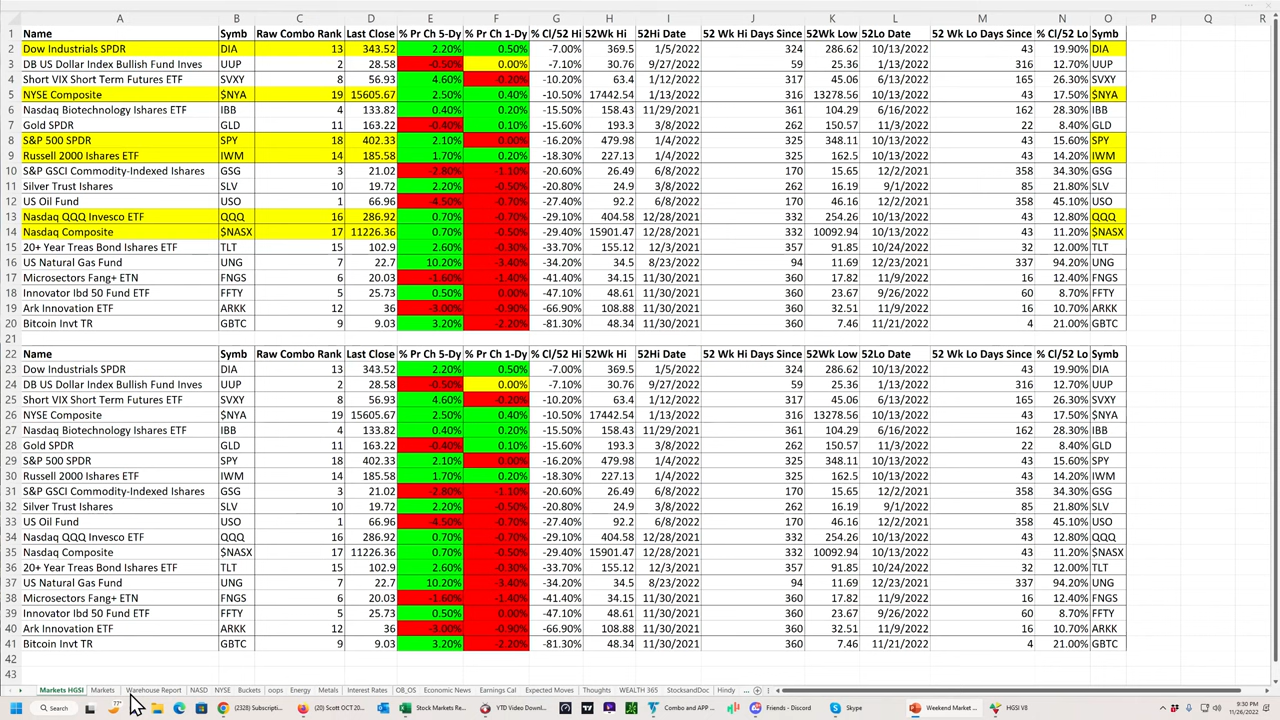 A B C D E F G H I J K L M N O P Q R
1 Name Symb Raw Combo Rank Last Close % Pr Ch 5-Dy % Pr Ch 1-Dy % Cl/52 Hi 52Wk Hi 52Hi Date 52 Wk Hi Days Since 52Wk Low 52Lo Date 52 Wk Lo Days Since % Cl/52 Lo Symb
2 Dow Industrials SPDR DIA 13 343.52 2.20% 0.50% -7.00% 369.5 1/5/2022 324 286.62 10/13/2022 43 19.90% DIA
3 DB US Dollar Index Bullish Fund Inves UUP 2 28.58 -0.50% 0.00% -7.10% 30.76 9/27/2022 59 25.36 11/30/2021 316 12.70% UUP
5 Short VIX Short Term Futures ETF SVXY 8 56.93 4.60% -0.20% -10.20% 63.4 1/12/2022 317 45.06 6/13/2022 165 26.30% SVXY
4 NYSE Composite $NYA 19 15605.67 2.50% 0.40% -10.50% 17442.54 1/13/2022 316 13278.56 10/13/2022 43 17.50% $NYA
6 Nasdaq Biotechnology Ishares ETF IBB 4 133.82 0.40% 0.20% -15.50% 158.43 11/29/2021 361 104.29 6/16/2022 162 28.30% IBB
7 Gold SPDR GLD 11 163.22 -0.40% 0.10% -15.60% 193.3 3/8/2022 262 150.57 11/3/2022 22 8.40% GLD
8 S&P 500 SPDR SPY 18 402.33 2.10% 0.00% -16.20% 479.98 1/4/2022 325 348.11 10/13/2022 43 15.60% SPY
9 Russell 2000 Ishares ETF IWM 14 185.58 1.70% 0.20% -18.30% 227.13 1/4/2022 325 162.5 10/13/2022 43 14.20% IWM
10 S&P GSCI Commodity-Indexed Ishares GSG 3 21.02 -2.80% -1.10% -20.60% 26.49 6/8/2022 170 15.65 12/2/2021 358 34.30% GSG
Silver Trust Ishares SLV 10 19.72 2.20% -0.50% -20.80% 24.9 3/8/2022 262 16.19 9/1/2022 85 21.80% SLV
12 US Oil Fund USO 1 66.96 -4.50% -0.70% -27.40% 92.2 6/8/2022 170 46.16 12/2/2021 358 45.10% USO
13 Nasdaq QQQ Invesco ETF QQQ 16 286.92 0.70% -0.70% -29.10% 404.58 12/28/2021 332 254.26 10/13/2022 43 12.80% QQQ
14 Nasdaq Composite $NASX 17 11226.36 0.70% -0.50% -29.40% 15901.47 12/28/2021 332 10092.94 10/13/2022 43 11.20% $NASX
15 20+ Year Treas Bond Ishares ETF TLT 15 102.9 2.60% -0.30% -33.70% 155.12 12/3/2021 357 91.85 10/24/2022 32 12.00% TLT
16 US Natural Gas Fund UNG 7 22.7 10.20% -3.40% -34.20% 34.5 8/23/2022 94 11.69 12/23/2021 337 94.20% UNG
Microsectors Fang+ ETN FNGS 6 20.03 -1.60% -1.40% -41.40% 34.15 11/30/2021 360 17.82 11/9/2022 16 12.40% FNGS
18 Innovator Ibd 50 Fund ETF FFTY 5 25.73 0.50% 0.00% -47.10% 48.61 11/30/2021 360 23.67 9/26/2022 60 8.70% FFTY
19 Ark Innovation ETF ARKK 12 36 -3.00% -0.90% -66.90% 108.88 11/30/2021 360 32.51 11/9/2022 16 10.70% ARKK
20 Bitcoin Invt TR GBTC 9 9.03 3.20% -2.20% -81.30% 48.34 11/30/2021 360 7.46 11/21/2022 4 21.00% GBTC
21
22 Name Symb Raw Combo Rank Last Close % Pr Ch 5-Dy % Pr Ch 1-Dy % Cl/52 Hi 52Wk Hi 52Hi Date 52 Wk Hi Days Since 52Wk Low 52Lo Date 52 Wk Lo Days Since % Cl/52 Lo Symb
23 Dow Industrials SPDR DIA 13 343.52 2.20% 0.50% -7.00% 369.5 1/5/2022 324 286.62 10/13/2022 43 19.90% DIA
24 DB US Dollar Index Bullish Fund Inves UUP 2 28.58 -0.50% 0.00% -7.10% 30.76 9/27/2022 59 25.36 1/13/2022 316 12.70% UUP
25 Short VIX Short Term Futures ETF SVXY 8 56.93 4.60% -0.20% -10.20% 63.4 1/12/2022 317 45.06 6/13/2022 165 26.30% SVXY
26 NYSE Composite $NYA 19 15605.67 2.50% 0.40% -10.50% 17442.54 1/13/2022 316 13278.56 10/13/2022 43 17.50% $NYA
27 Nasdaq Biotechnology Ishares ETF IBB 4 133.82 0.40% 0.20% -15.50% 158.43 11/29/2021 361 104.29 6/16/2022 162 28.30% IBB
28 Gold SPDR GLD 11 163.22 -0.40% 0.10% -15.60% 193.3 3/8/2022 262 150.57 11/3/2022 22 8.40% GLD
29 S&P 500 SPDR SPY 18 402.33 2.10% 0.00% -16.20% 479.98 1/4/2022 325 348.11 10/13/2022 43 15.60% SPY
30 Russell 2000 Ishares ETF IWM 14 185.58 1.70% 0.20% -18.30% 227.13 1/4/2022 325 162.5 10/13/2022 43 14.20% IWM
31 S&P GSCI Commodity-Indexed Ishares GSG 3 21.02 -2.80% -1.10% -20.60% 26.49 6/8/2022 170 15.65 12/2/2021 358 34.30% GSG
32 Silver Trust Ishares SLV 10 19.72 2.20% -0.50% -20.80% 24.9 3/8/2022 262 16.19 9/1/2022 85 21.80% SLV
33 US Oil Fund USO 1 66.96 -4.50% -0.70% -27.40% 92.2 6/8/2022 170 46.16 12/2/2021 358 45.10% USO
34 Nasdaq QQQ Invesco ETF QQQ 16 286.92 0.70% -0.70% -29.10% 404.58 12/28/2021 332 254.26 10/13/2022 43 12.80% QQQ
35 Nasdaq Composite $NASX 17 11226.36 0.70% -0.50% -29.40% 15901.47 12/28/2021 332 10092.94 10/13/2022 43 11.20% $NASX
36 20+ Year Treas Bond Ishares ETF TLT 15 102.9 2.60% -0.30% -33.70% 155.12 12/3/2021 357 91.85 10/24/2022 32 12.00% TLT
37 US Natural Gas Fund UNG 7 22.7 10.20% -3.40% -34.20% 34.5 8/23/2022 94 11.69 12/23/2021 337 94.20% UNG
38 Microsectors Fang+ ETN FNGS 6 20.03 -1.60% -1.40% -41.40% 34.15 11/30/2021 360 17.82 11/9/2022 16 12.40% FNGS
39 Innovator Ibd 50 Fund ETF FFTY 5 25.73 0.50% 0.00% -47.10% 48.61 11/30/2021 360 23.67 9/26/2022 60 8.70% FFTY
40 Ark Innovation ETF ARKK 12 36 -3.00% -0.90% -66.90% 108.88 11/30/2021 360 32.51 11/9/2022 16 10.70% ARKK
41 Bitcoin Invt TR GBTC 9 9.03 3.20% -2.20% -81.30% 48.34 11/30/2021 360 7.46 11/21/2022 4 21.00% GBTC
42
43
Markets HGSI Markets Warehouse Report NASD NYSE Buckets oops Energy Metals Interest Rates OB_OS Economic News Earnings Cal Expected Moves Thoughts WEALTH 365 StocksandDoc Hindy ...
Search 77° (2328) Subscripti... (20) Scott OCT 20... Stock Markets Re... YTD Video Downl... Combo and APP ... Friends - Discord Skype Weekend Market ... HGSI V8 9:30 PM
11/26/2022